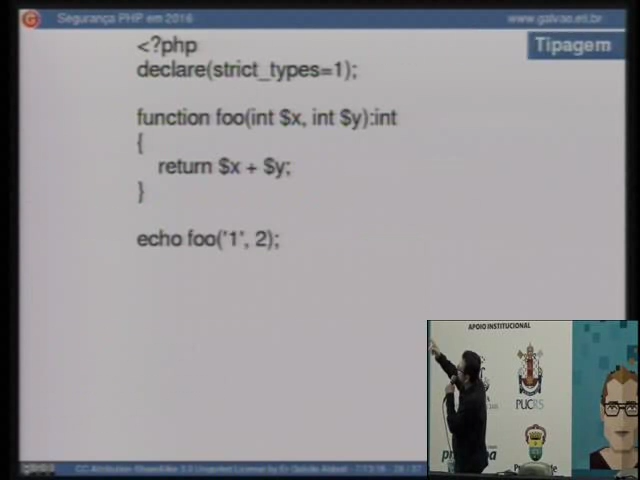 Segurança PHP em 2016
www.galvao.eti.br
Tipagem
<?php
declare(strict_types=1);
function foo(int $x, int $y):int
{
return $x + $y;
}
echo foo('1', 2);
APOIO INSTITUCIONAL
PUCRS